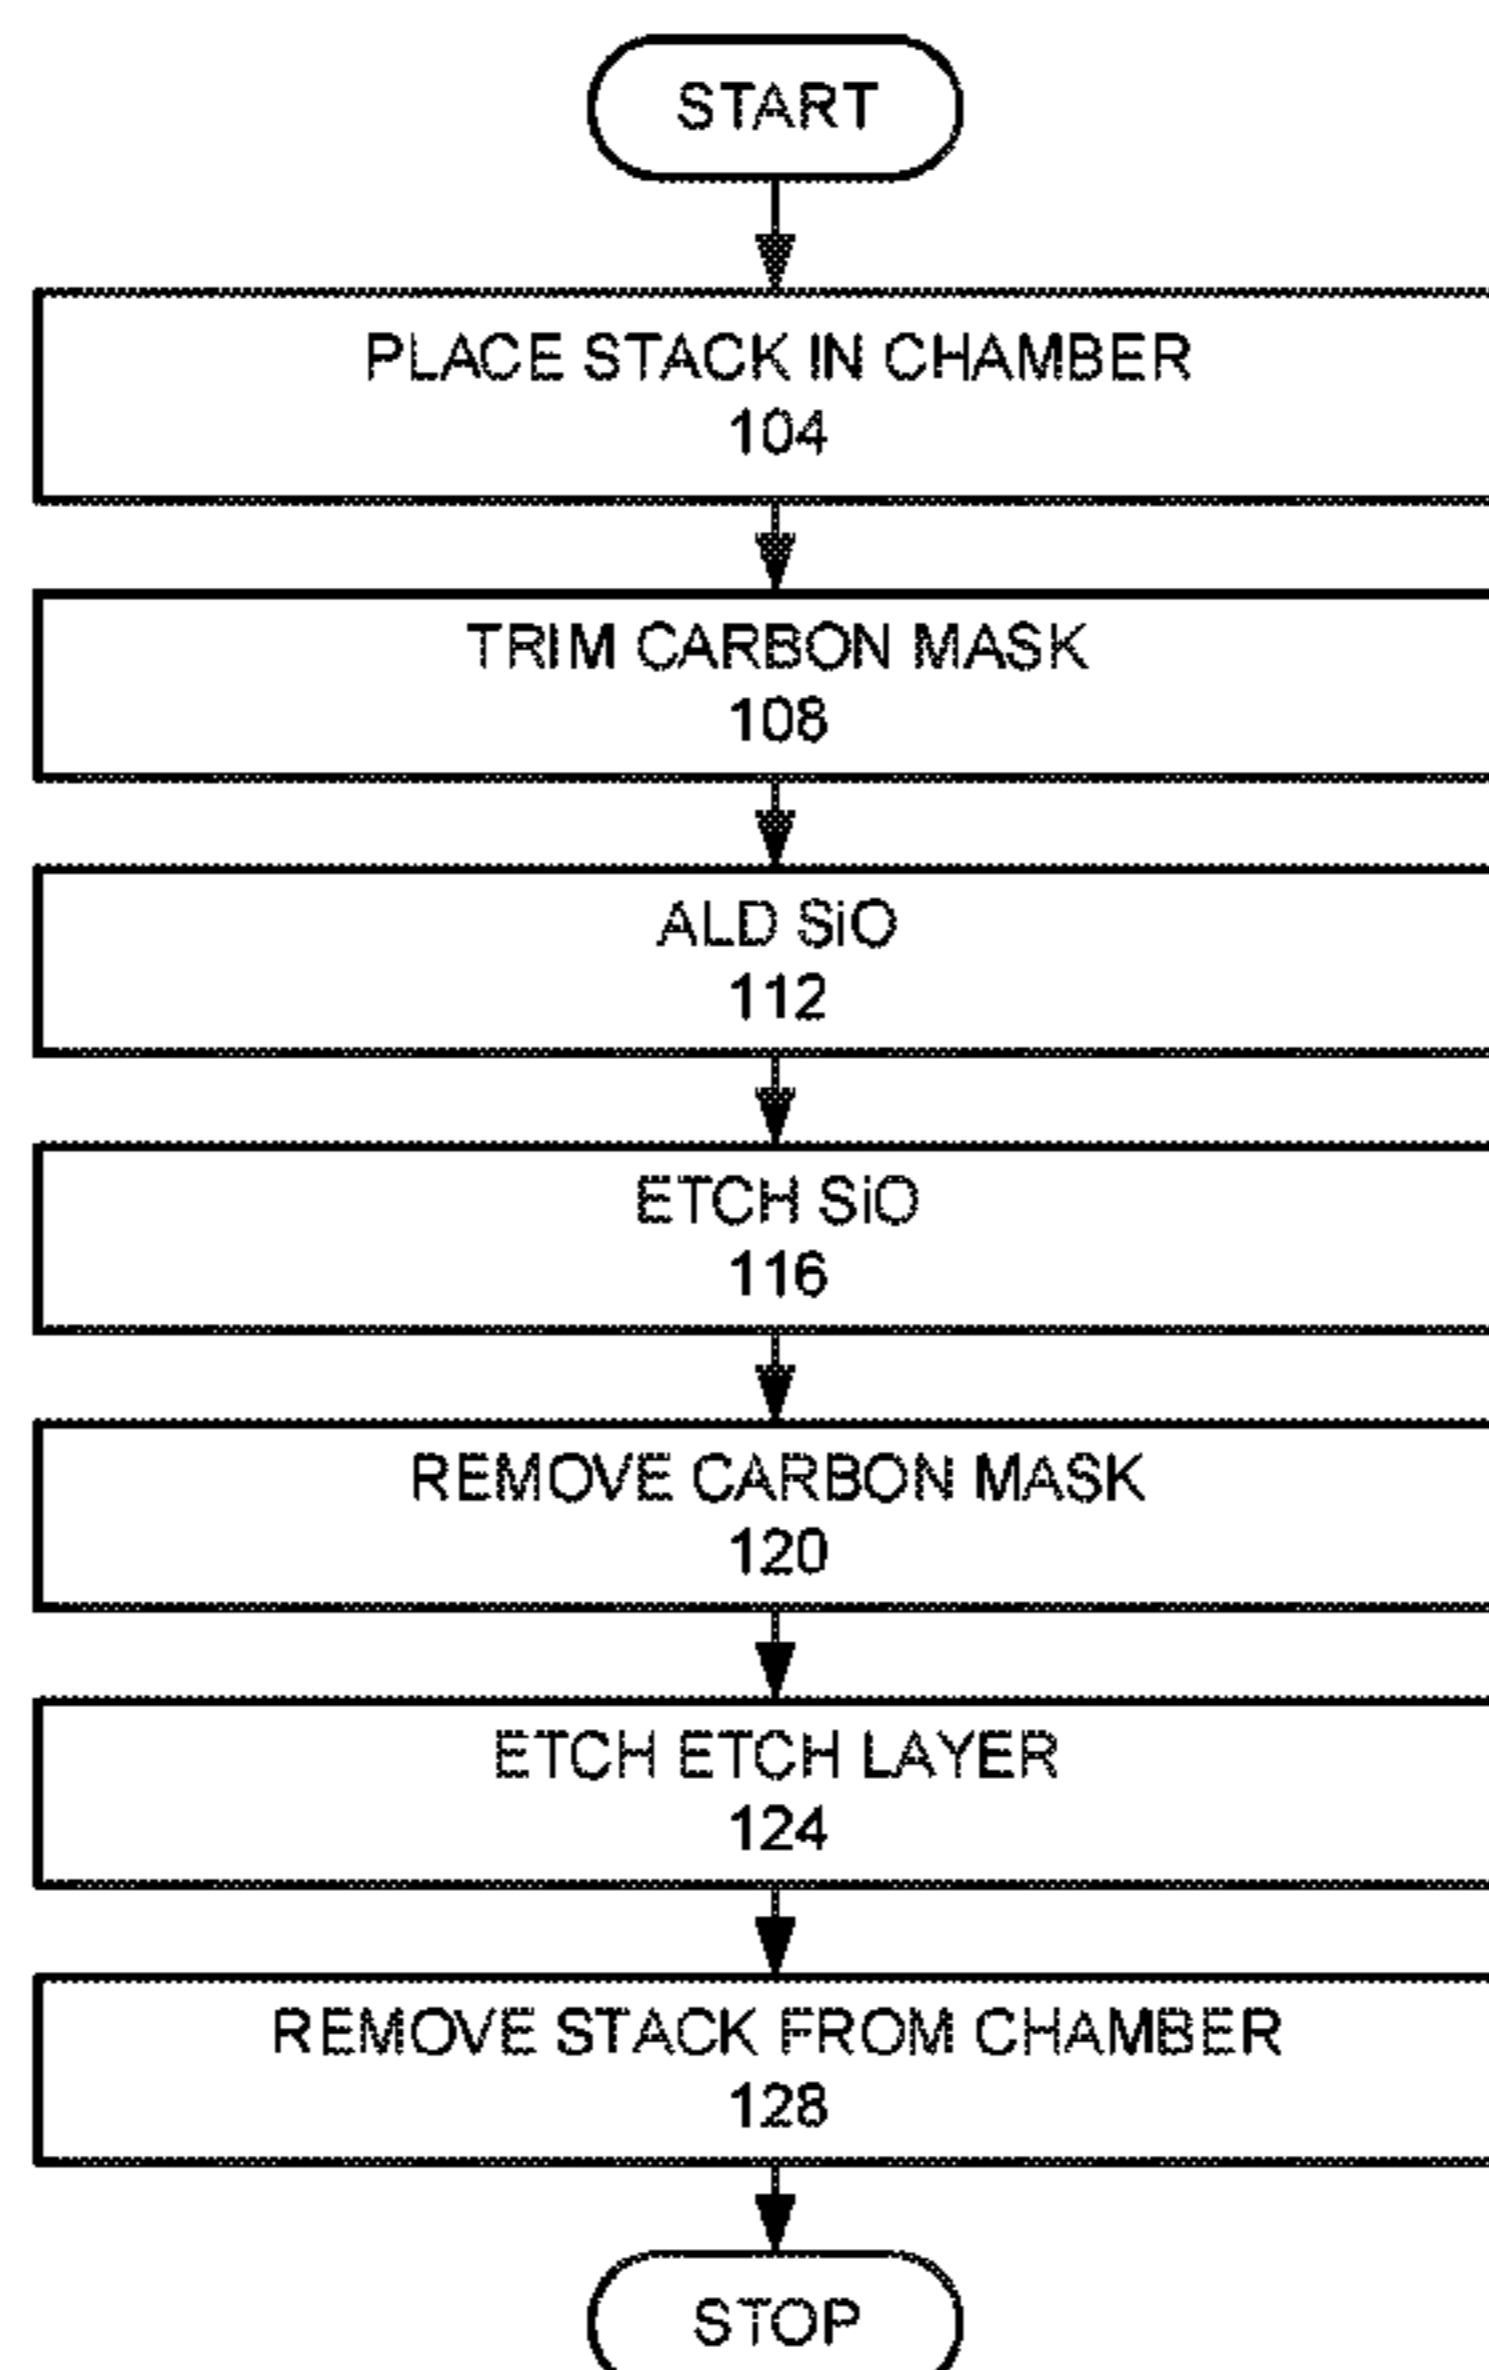 START
PLACE STACK IN CHAMBER
104
TRIM CARBON MASK
108
ALD SiO
112
ETCH SiO
116
REMOVE CARBON MASK
120
ETCH ETCH LAYER
124
REMOVE STACK FROM CHAMBER
128
STOP